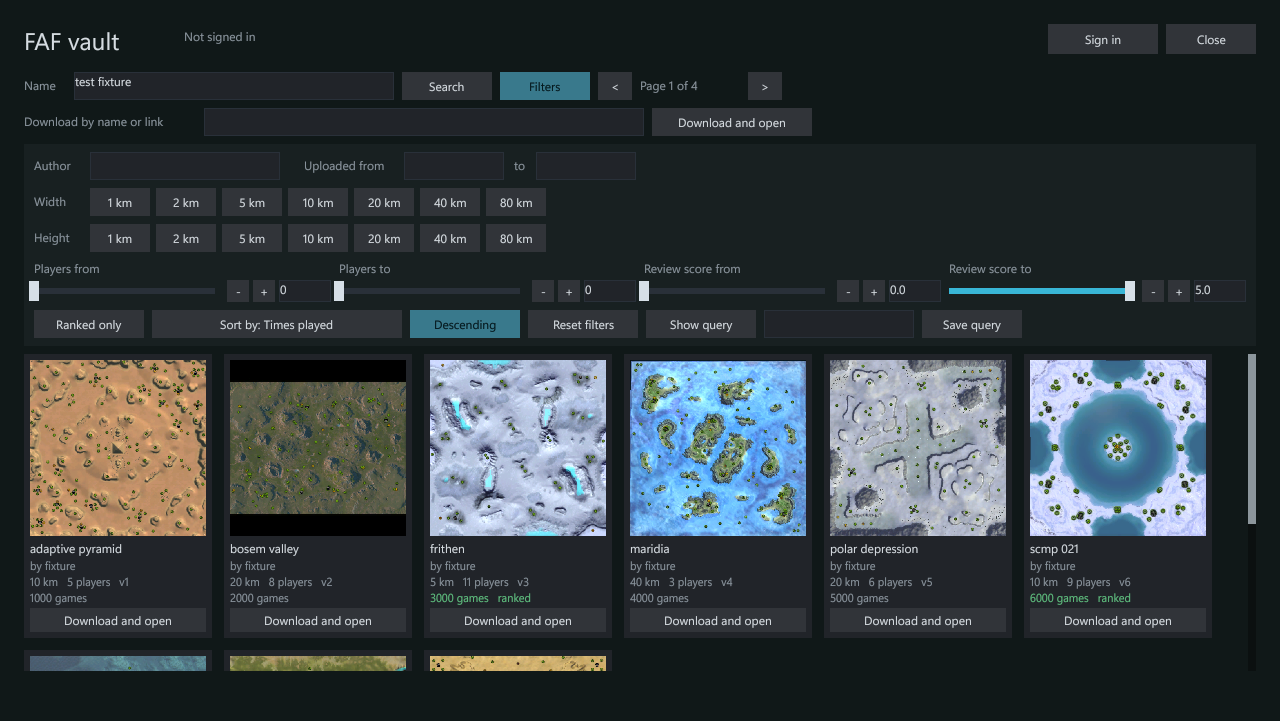 FAF vault Not signed in Sign in Close
Name test fixture Search Filters < Page 1 of 4 >
Download by name or link Download and open
Author Uploaded from to
Width 1 km 2 km 5 km 10 km 20 km 40 km 80 km
Height 1 km 2 km 5 km 10 km 20 km 40 km 80 km
Players from Players to Review score from Review score to
- + 0 - + 0 - + 0.0 - + 5.0
Ranked only Sort by: Times played Descending Reset filters Show query Save query
adaptive pyramid
by fixture
10 km 5 players v1
1000 games
Download and open
bosem valley
by fixture
20 km 8 players v2
2000 games
Download and open
frithen
by fixture
5 km 11 players v3
3000 games ranked
Download and open
maridia
by fixture
40 km 3 players v4
4000 games
Download and open
polar depression
by fixture
20 km 6 players v5
5000 games
Download and open
scmp 021
by fixture
10 km 9 players v6
6000 games ranked
Download and open